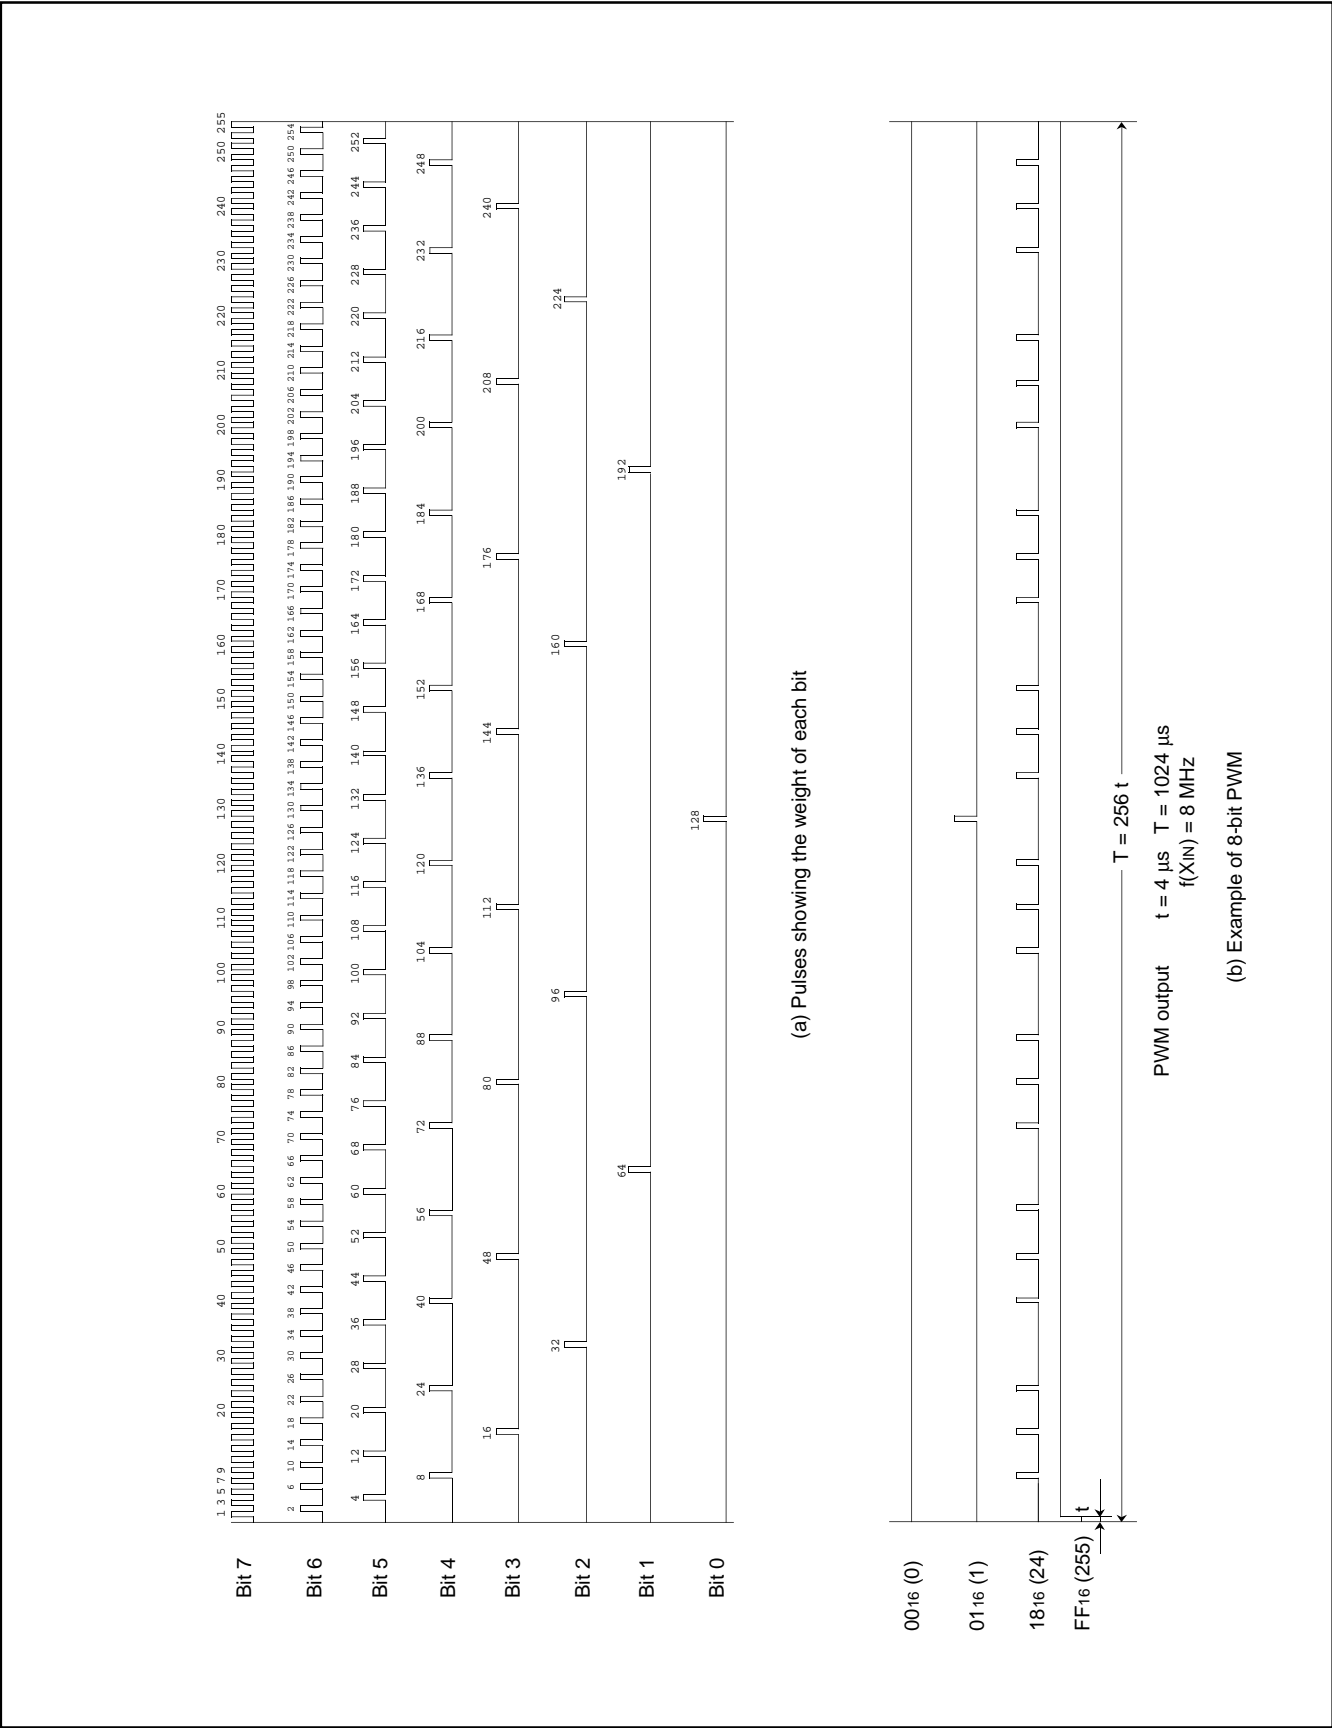 1 3 5 7 9 20 30 40 50 60 70 80 90 100 110 120 130 140 150 160 170 180 190 200 210 220 230 240 250 255
Bit 7
2 6 10 14 18 22 26 30 34 38 42 46 50 54 58 62 66 70 74 78 82 86 90 94 98 102 106 110 114 118 122 126 130 134 138 142 146 150 154 158 162 166 170 174 178 182 186 190 194 198 202 206 210 214 218 222 226 230 234 238 242 246 250 254
Bit 6
4 12 20 28 36 44 52 60 68 76 84 92 100 108 116 124 132 140 148 156 164 172 180 188 196 204 212 220 228 236 244 252
Bit 5
8 24 40 56 72 88 104 120 136 152 168 184 200 216 232 248
Bit 4
16 48 80 112 144 176 208 240
Bit 3
32 96 160 224
Bit 2
64 192
Bit 1
128
Bit 0
(a) Pulses showing the weight of each bit
0016 (0)
0116 (1)
1816 (24)
FF16 (255)
t
T = 256 t
PWM output t = 4 µs T = 1024 µs
f(XIN) = 8 MHz
(b) Example of 8-bit PWM